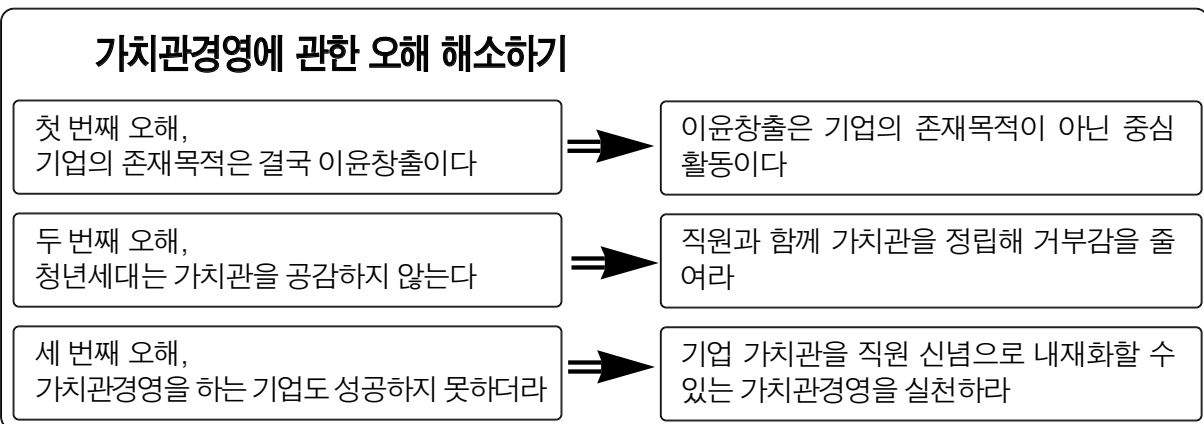 가치관경영에 관한 오해 해소하기
첫 번째 오해,
기업의 존재목적은 결국 이윤창출이다
이윤창출은 기업의 존재목적이 아닌 중심
활동이다
두 번째 오해,
청년세대는 가치관을 공감하지 않는다
직원과 함께 가치관을 정립해 거부감을 줄
여라
세 번째 오해,
가치관경영을 하는 기업도 성공하지 못하더라
기업 가치관을 직원 신념으로 내재화할 수
있는 가치관경영을 실천하라